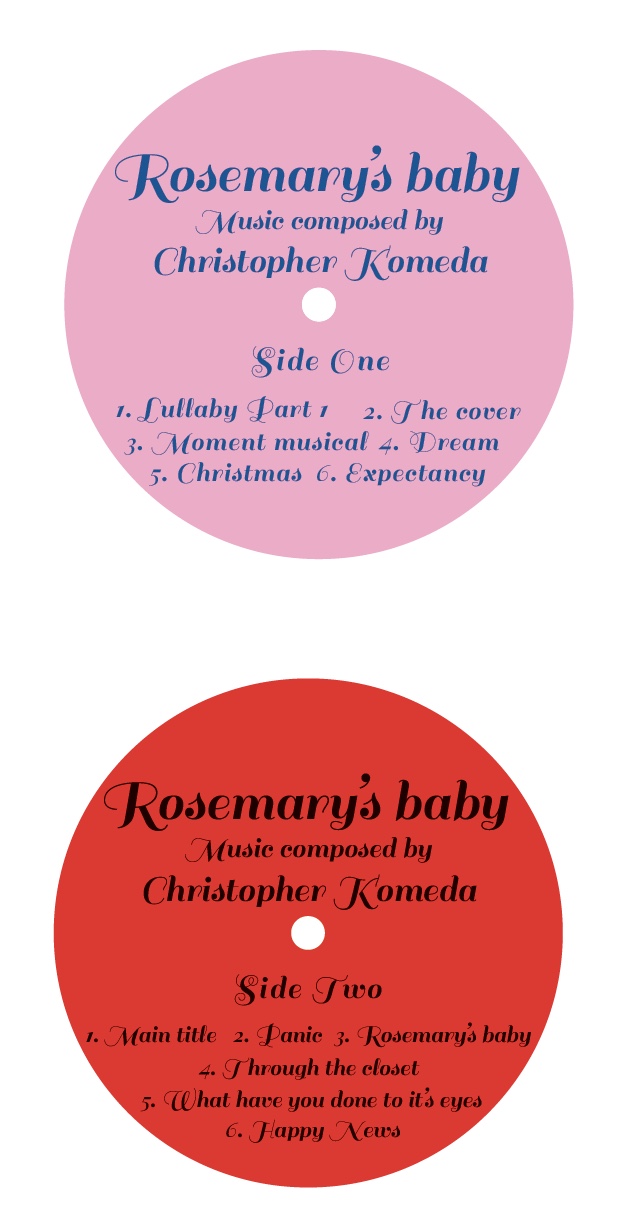 Rosemary's baby
Music composed by
Christopher Komeda
Side One
1. Lullaby Part 1 2. The cover
3. Moment musical 4. Dream
5. Christmas 6. Expectancy
Rosemary's baby
Music composed by
Christopher Komeda
Side Two
1. Main title 2. Panic 3. Rosemary's baby
4. Through the closet
5. What have you done to it's eyes
6. Happy News